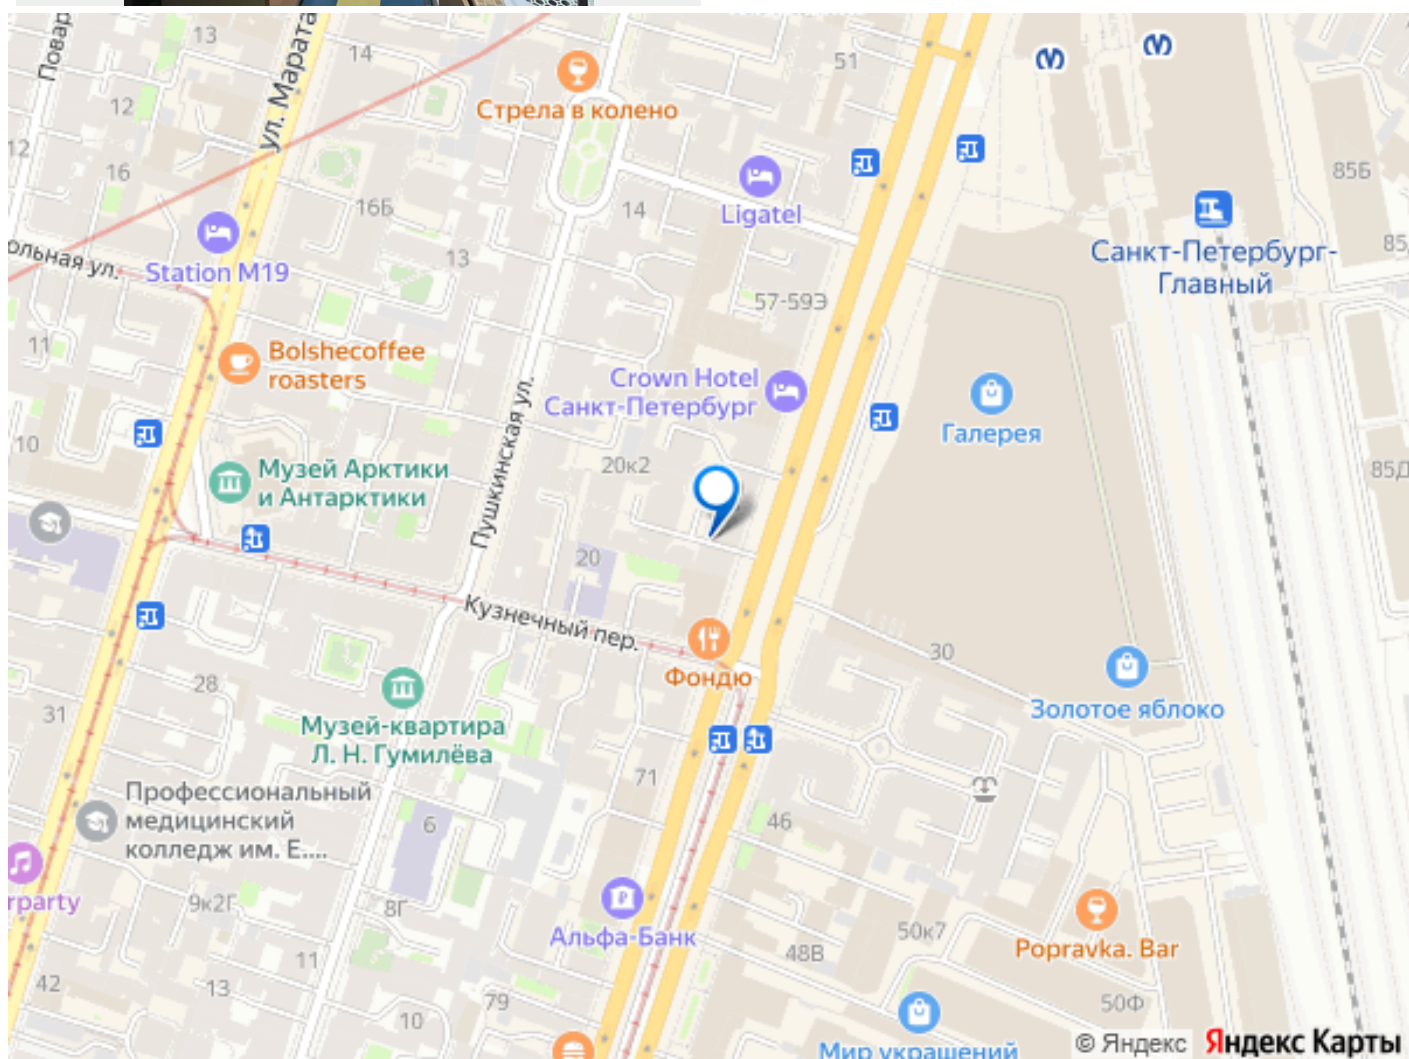 Повар
13
ул. Марата
14
Стрела в колено
51
12
12
16
16Б
14
Ligatel
85Б
ольная ул.
Station M19
13
Санкт-Петербург-
Главный
85
57-59Э
11
Bolshecoffee
roasters
Crown Hotel
Санкт-Петербург
Галерея
10
Музей Арктики
и Антарктики
Пушкинская ул.
20к2
85Д
20
Кузнечный пер.
Фондю
30
Золотое яблоко
28
31
Музей-квартира
Л. Н. Гумилёва
71
Профессиональный
медицинский
колледж им. Е....
6
46
rparty
9к2Г
8Г
Альфа-Банк
50к7
Popravka. Bar
48В
11
42
13
79
10
50Ф
Мир украшений
© Яндекс Яндекс Карты